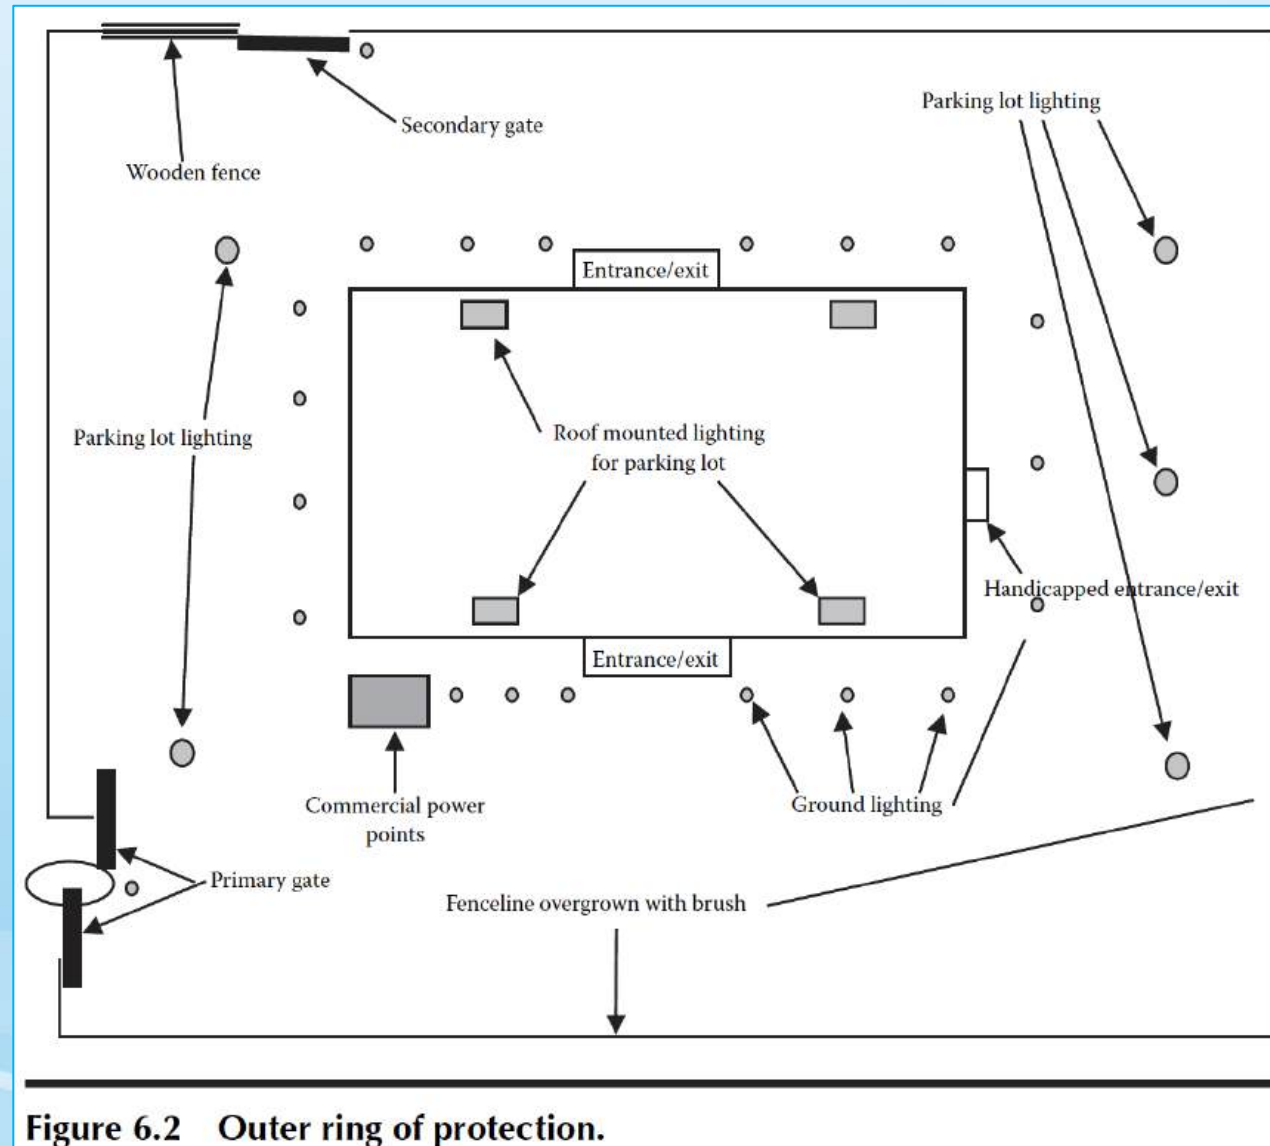 Parking lot lighting
Secondary gate
Wooden fence
Entrance/exit
Parking lot lighting
Roof mounted lighting
for parking lot
Handicapped entrance/exit
Entrance/exit
Commercial power
points
Ground lighting
Primary gate
Fenceline overgrown with brush
Figure 6.2 Outer ring of protection.